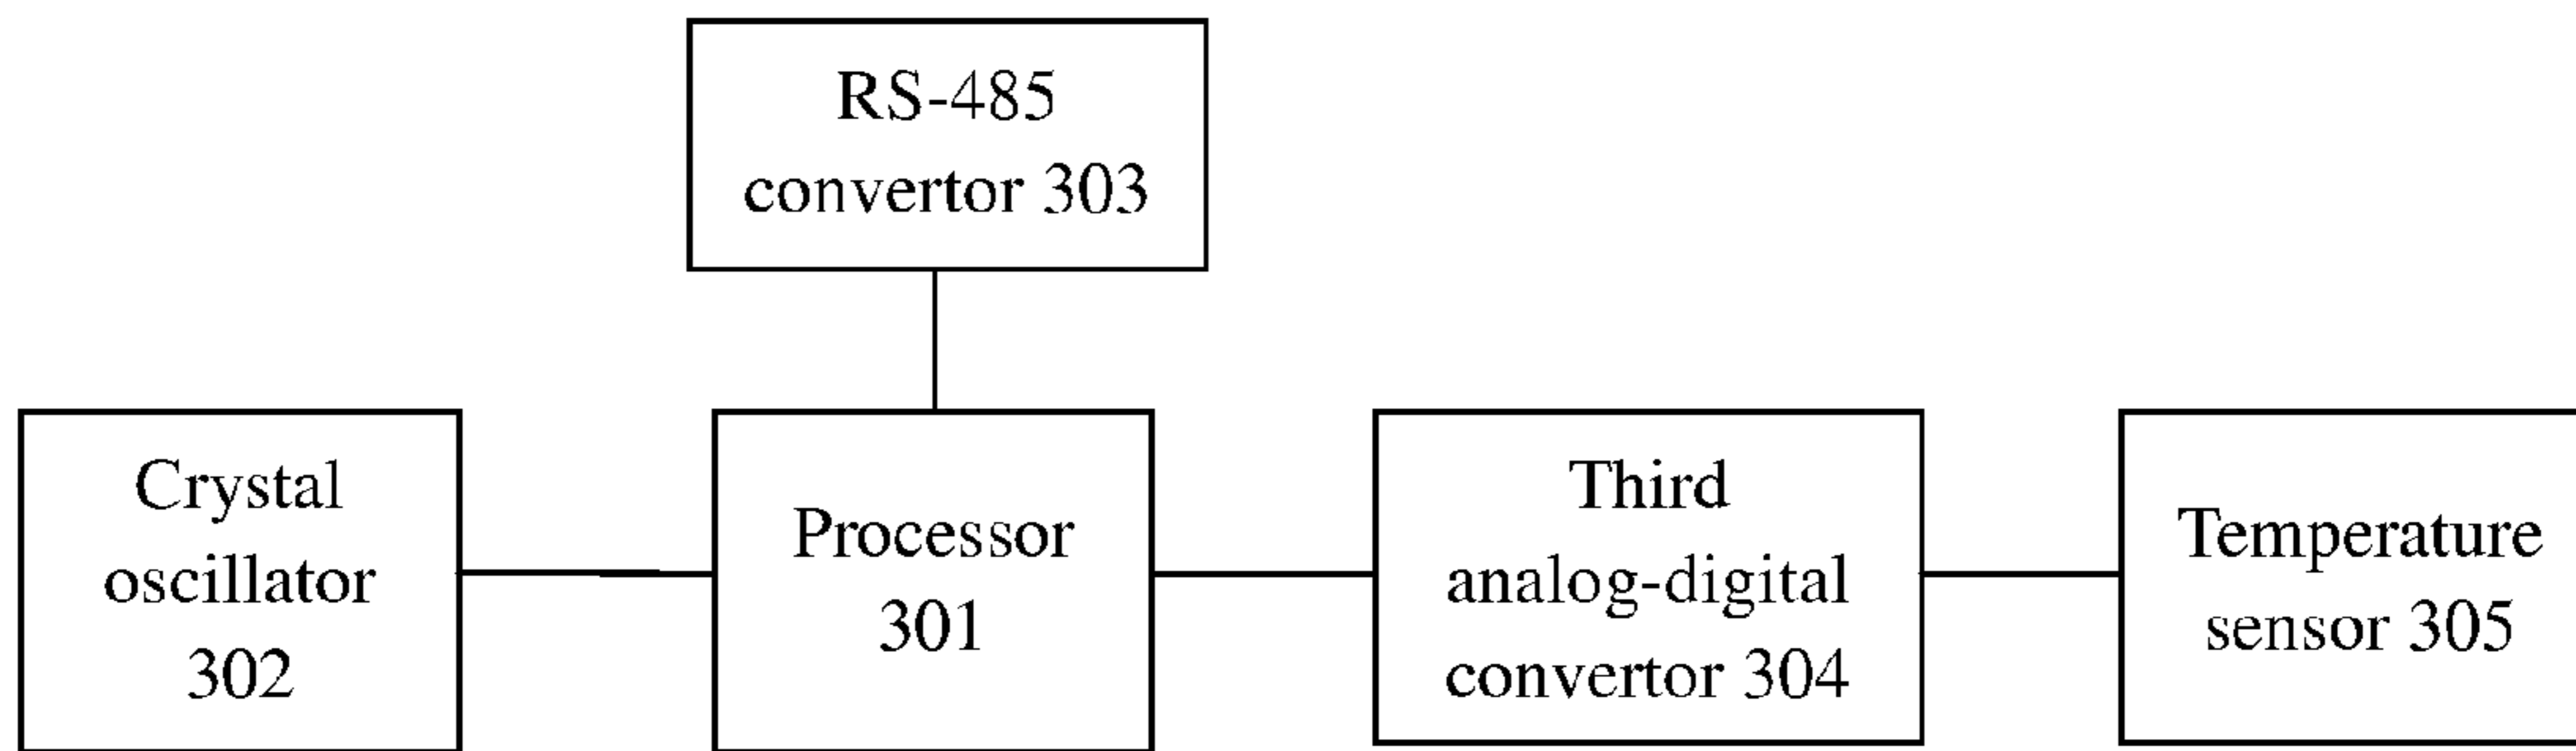 RS-485
convertor 303
Crystal
oscillator
302
Processor
301
Third
analog-digital
convertor 304
Temperature
sensor 305